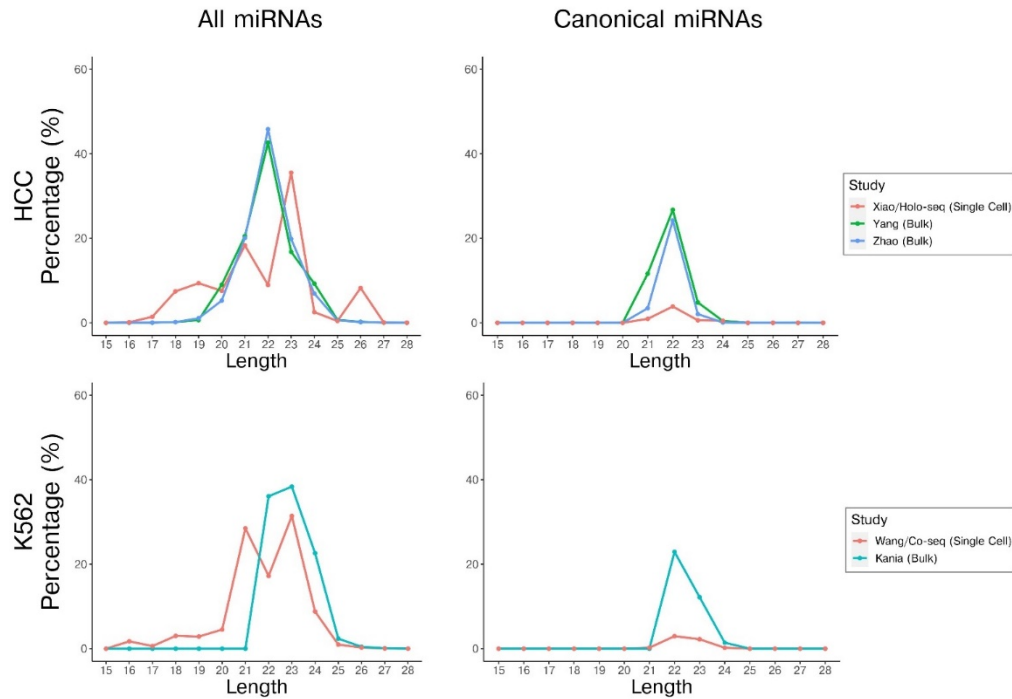 All miRNAs
Canonical miRNAs
HCC
Percentage (%)
60
40
20
0
15 16 17 18 19 20 21 22 23 24 25 26 27 28
Length
60
40
20
0
15 16 17 18 19 20 21 22 23 24 25 26 27 28
Length
Study
Xiao/Holo-seq (Single Cell)
Yang (Bulk)
Zhao (Bulk)
K562
Percentage (%)
60
40
20
0
15 16 17 18 19 20 21 22 23 24 25 26 27 28
Length
60
40
20
0
15 16 17 18 19 20 21 22 23 24 25 26 27 28
Length
Study
Wang/Co-seq (Single Cell)
Kania (Bulk)